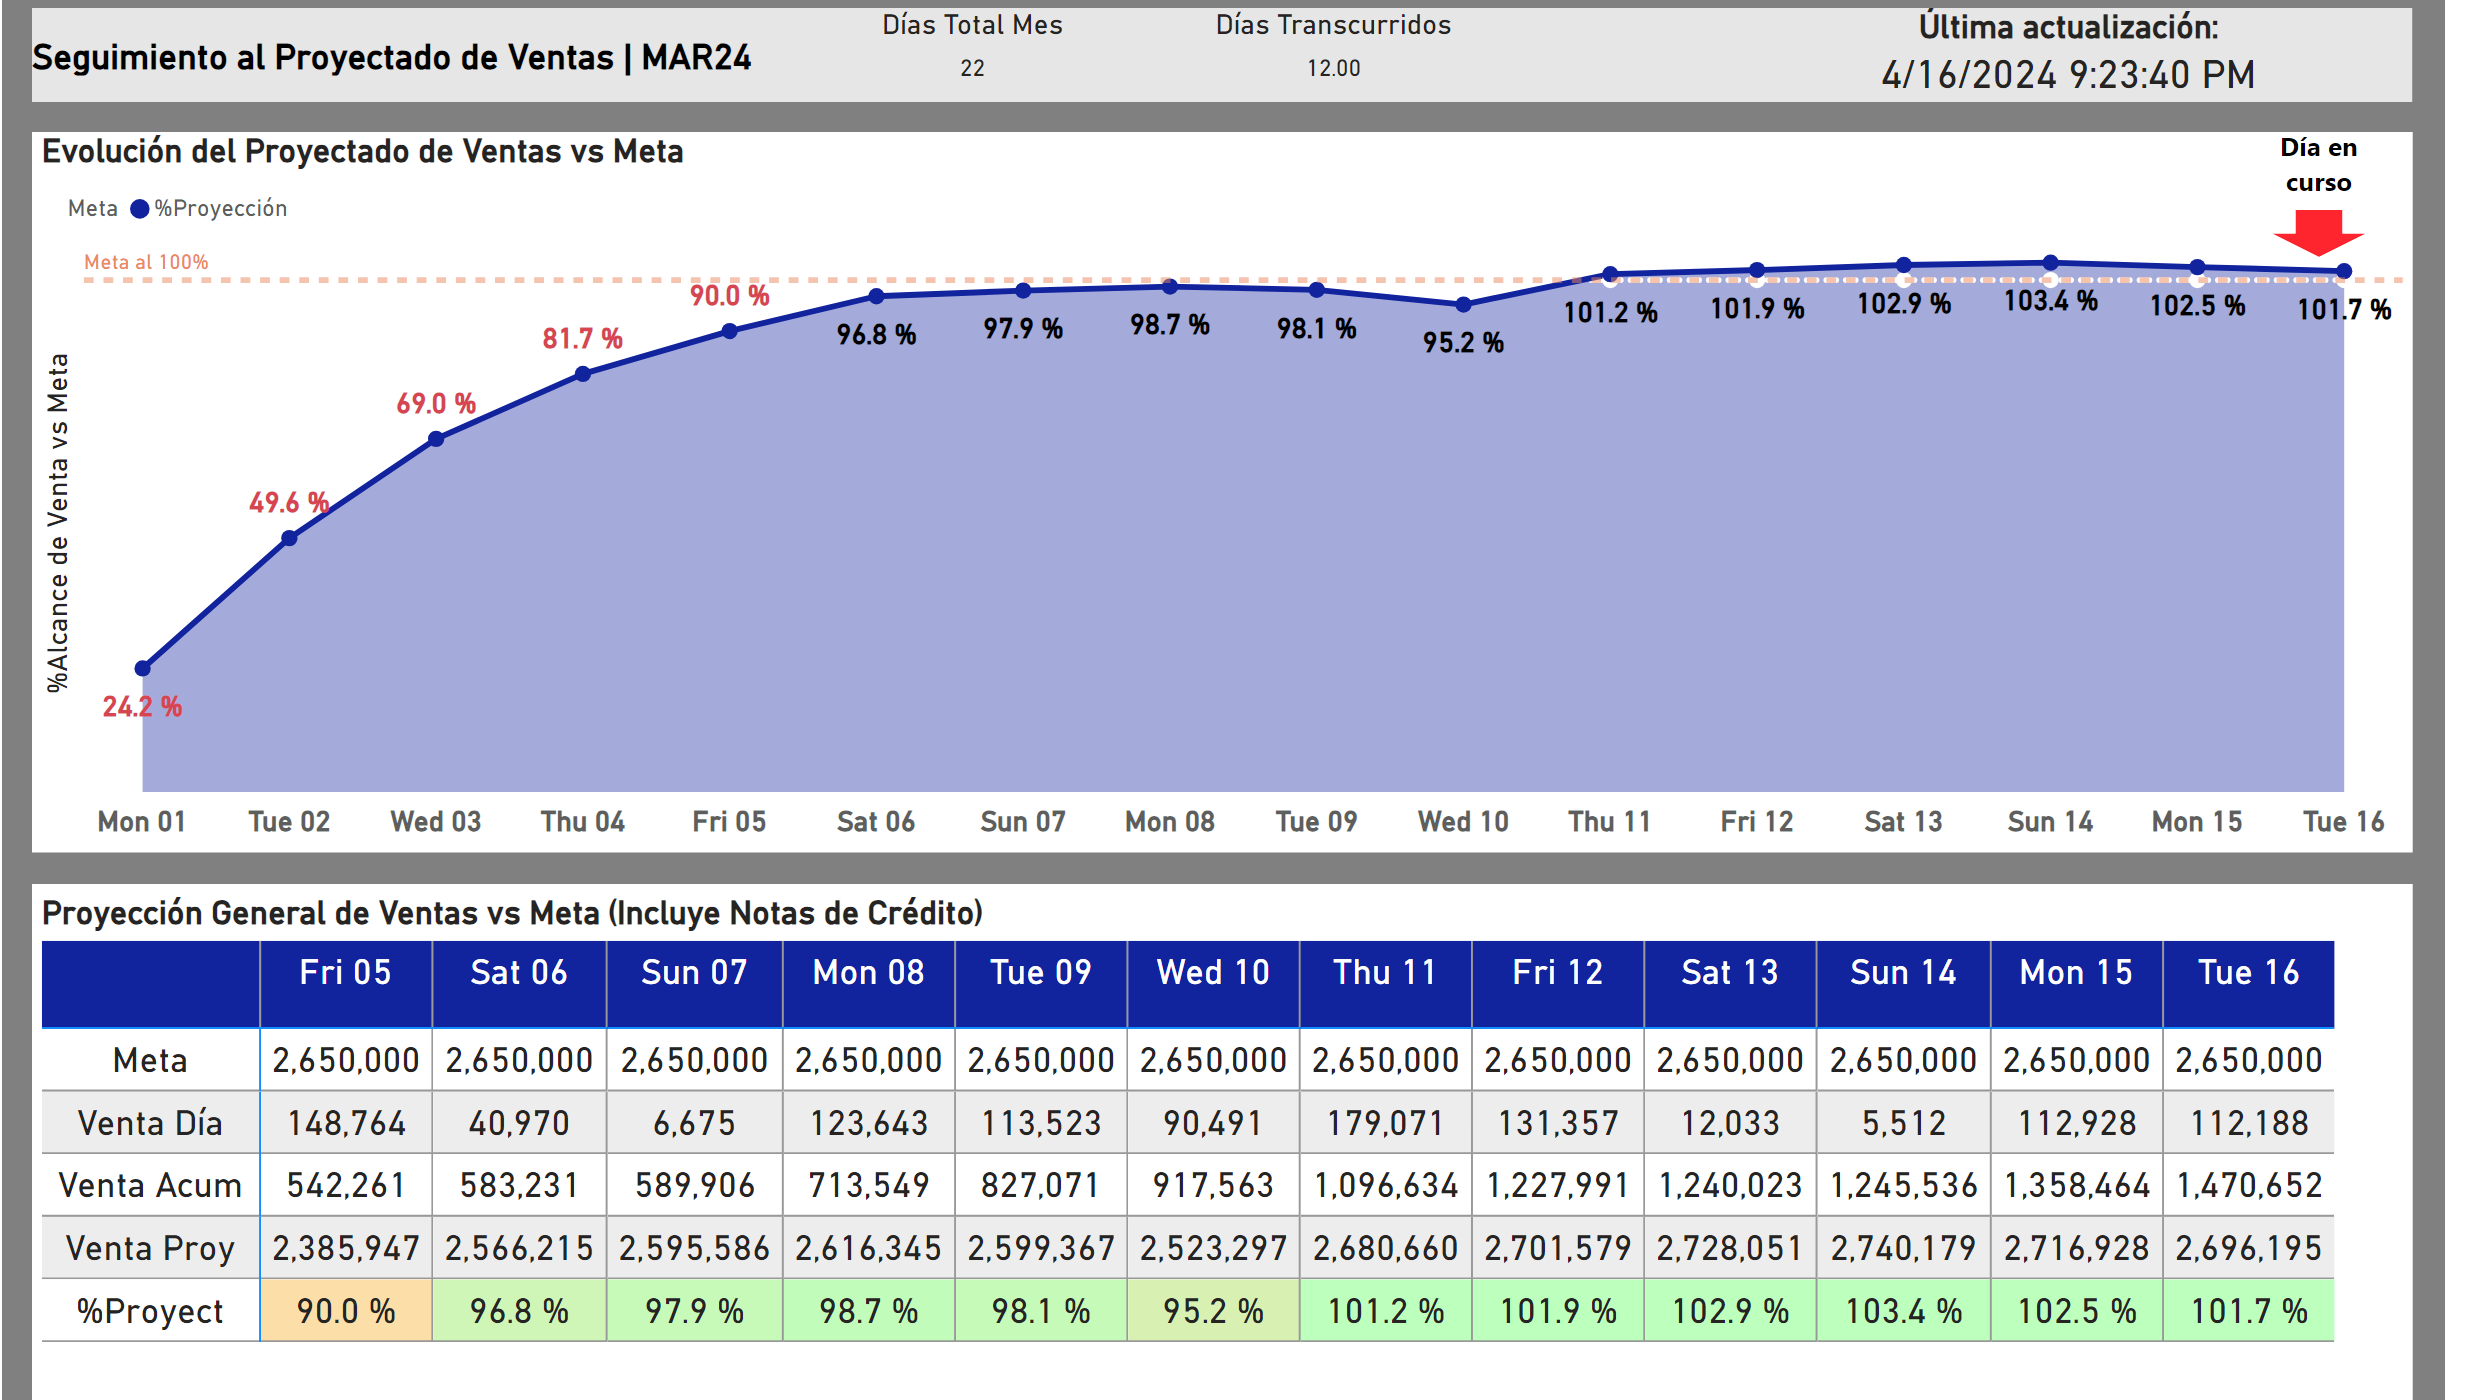 Seguimiento al Proyectado de Ventas | MAR24
Días Total Mes
22
Días Transcurridos
12.00
Última actualización:
4/16/2024 9:23:40 PM
Evolución del Proyectado de Ventas vs Meta
Día en
curso
Meta %Proyección
Meta al 100%
%Alcance de Venta vs Meta
24.2 % 49.6 % 69.0 % 81.7 % 90.0 % 96.8 % 97.9 % 98.7 % 98.1 % 95.2 % 101.2 % 101.9 % 102.9 % 103.4 % 102.5 % 101.7 %
Mon 01 Tue 02 Wed 03 Thu 04 Fri 05 Sat 06 Sun 07 Mon 08 Tue 09 Wed 10 Thu 11 Fri 12 Sat 13 Sun 14 Mon 15 Tue 16
Proyección General de Ventas vs Meta (Incluye Notas de Crédito)
Fri 05 Sat 06 Sun 07 Mon 08 Tue 09 Wed 10 Thu 11 Fri 12 Sat 13 Sun 14 Mon 15 Tue 16
Meta 2,650,000 2,650,000 2,650,000 2,650,000 2,650,000 2,650,000 2,650,000 2,650,000 2,650,000 2,650,000 2,650,000 2,650,000
Venta Día 148,764 40,970 6,675 123,643 113,523 90,491 179,071 131,357 12,033 5,512 112,928 112,188
Venta Acum 542,261 583,231 589,906 713,549 827,071 917,563 1,096,634 1,227,991 1,240,023 1,245,536 1,358,464 1,470,652
Venta Proy 2,385,947 2,566,215 2,595,586 2,616,345 2,599,367 2,523,297 2,680,660 2,701,579 2,728,051 2,740,179 2,716,928 2,696,195
%Proyect 90.0 % 96.8 % 97.9 % 98.7 % 98.1 % 95.2 % 101.2 % 101.9 % 102.9 % 103.4 % 102.5 % 101.7 %